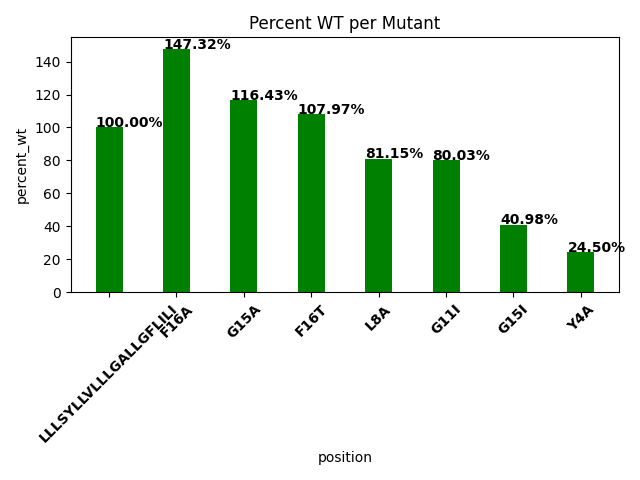 Percent WT per Mutant
percent_wt
140
120
100
80
60
40
20
0
100.00%
147.32%
116.43%
107.97%
81.15%
80.03%
40.98%
24.50%
LLLSYLLVLLLGALLGFLILI
F16A
G15A
F16T
L8A
G11I
G15I
Y4A
position